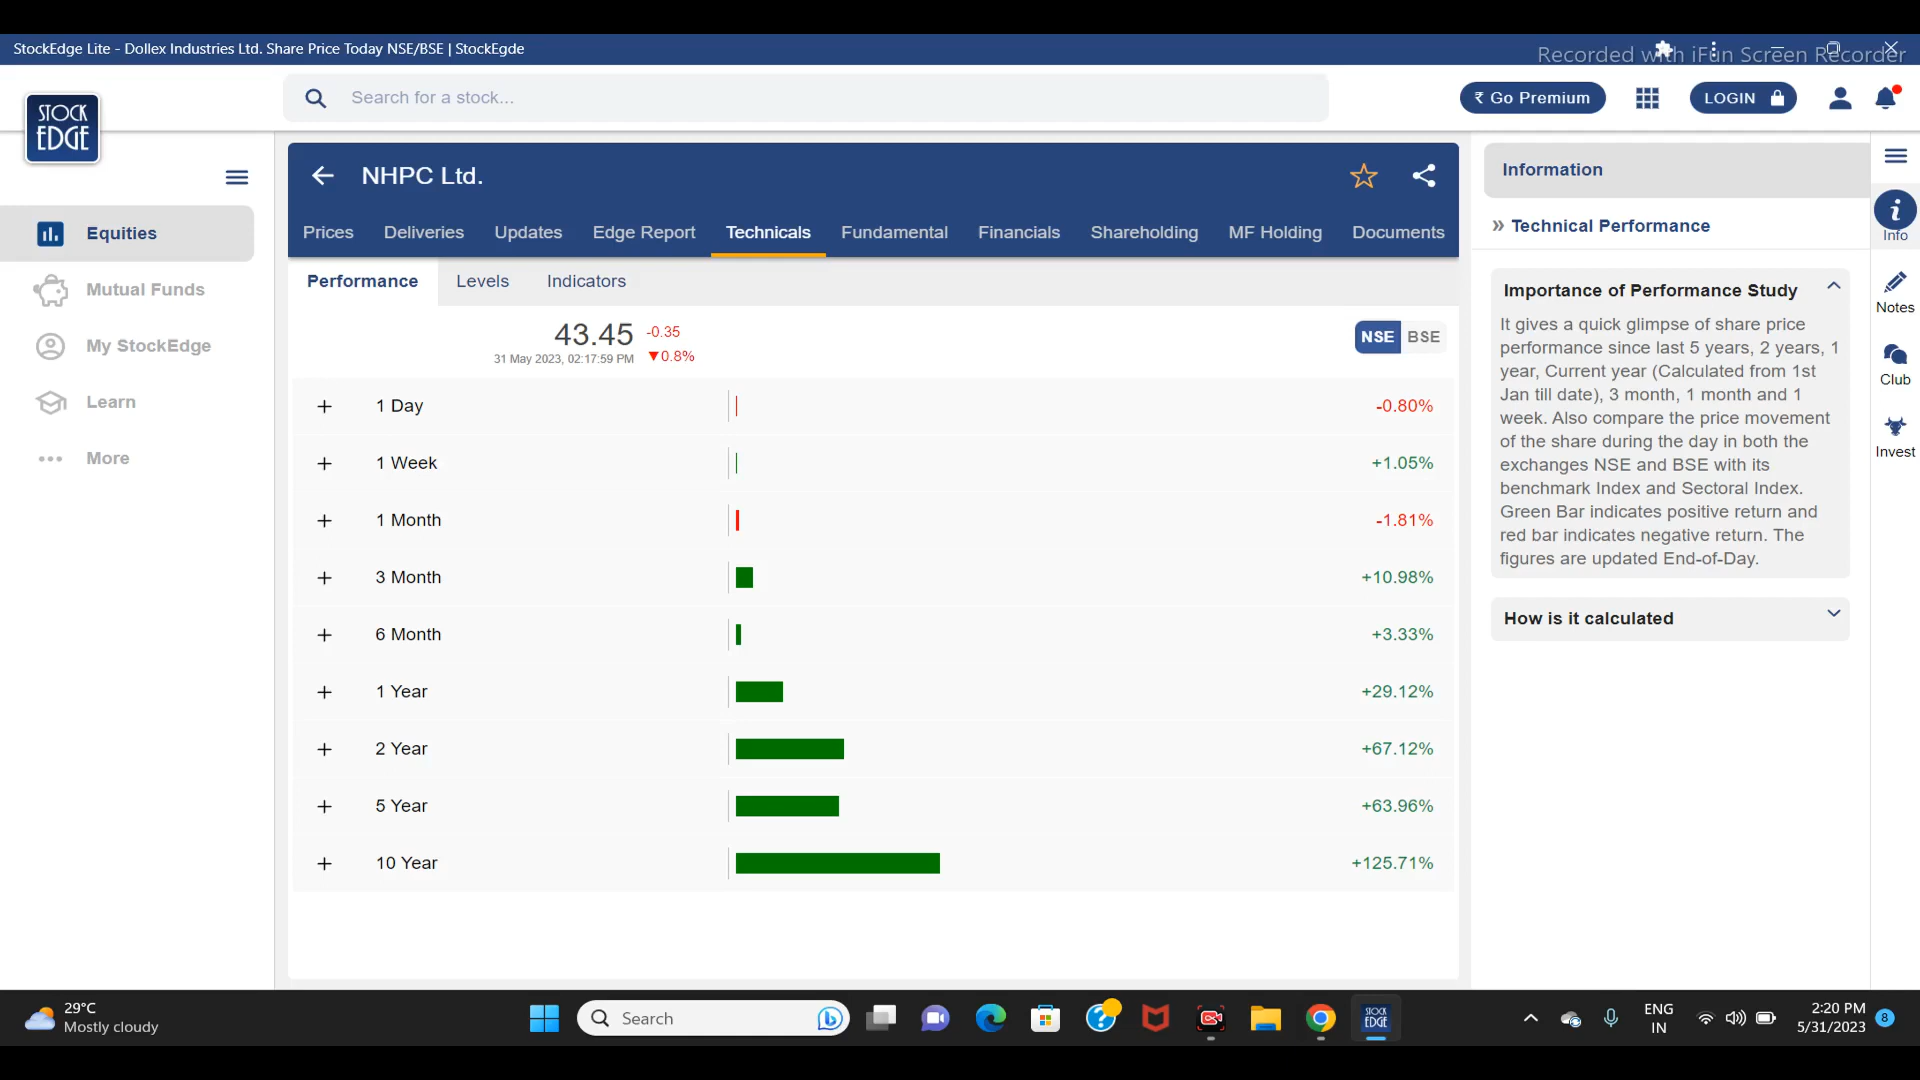 StockEdge Lite - Dollex Industries Ltd. Share Price Today NSE/BSE | StockEgde
Recorded with iFun Screen Recorder
STOCK
EDGE
Search for a stock...
₹ Go Premium
LOGIN
Equities
Mutual Funds
My StockEdge
Learn
More
NHPC Ltd.
Prices Deliveries Updates Edge Report Technicals Fundamental Financials Shareholding MF Holding Documents
Performance Levels Indicators
43.45 -0.35
31 May 2023, 02:17:59 PM ▼0.8%
NSE BSE
+ 1 Day -0.80%
+ 1 Week +1.05%
+ 1 Month -1.81%
+ 3 Month +10.98%
+ 6 Month +3.33%
+ 1 Year +29.12%
+ 2 Year +67.12%
+ 5 Year +63.96%
+ 10 Year +125.71%
Information
» Technical Performance
Importance of Performance Study
It gives a quick glimpse of share price
performance since last 5 years, 2 years, 1
year, Current year (Calculated from 1st
Jan till date), 3 month, 1 month and 1
week. Also compare the price movement
of the share during the day in both the
exchanges NSE and BSE with its
benchmark Index and Sectoral Index.
Green Bar indicates positive return and
red bar indicates negative return. The
figures are updated End-of-Day.
How is it calculated
Info
Notes
Club
Invest
29°C
Mostly cloudy
Search
STOCK
EDGE
ENG
IN
2:20 PM
5/31/2023
8